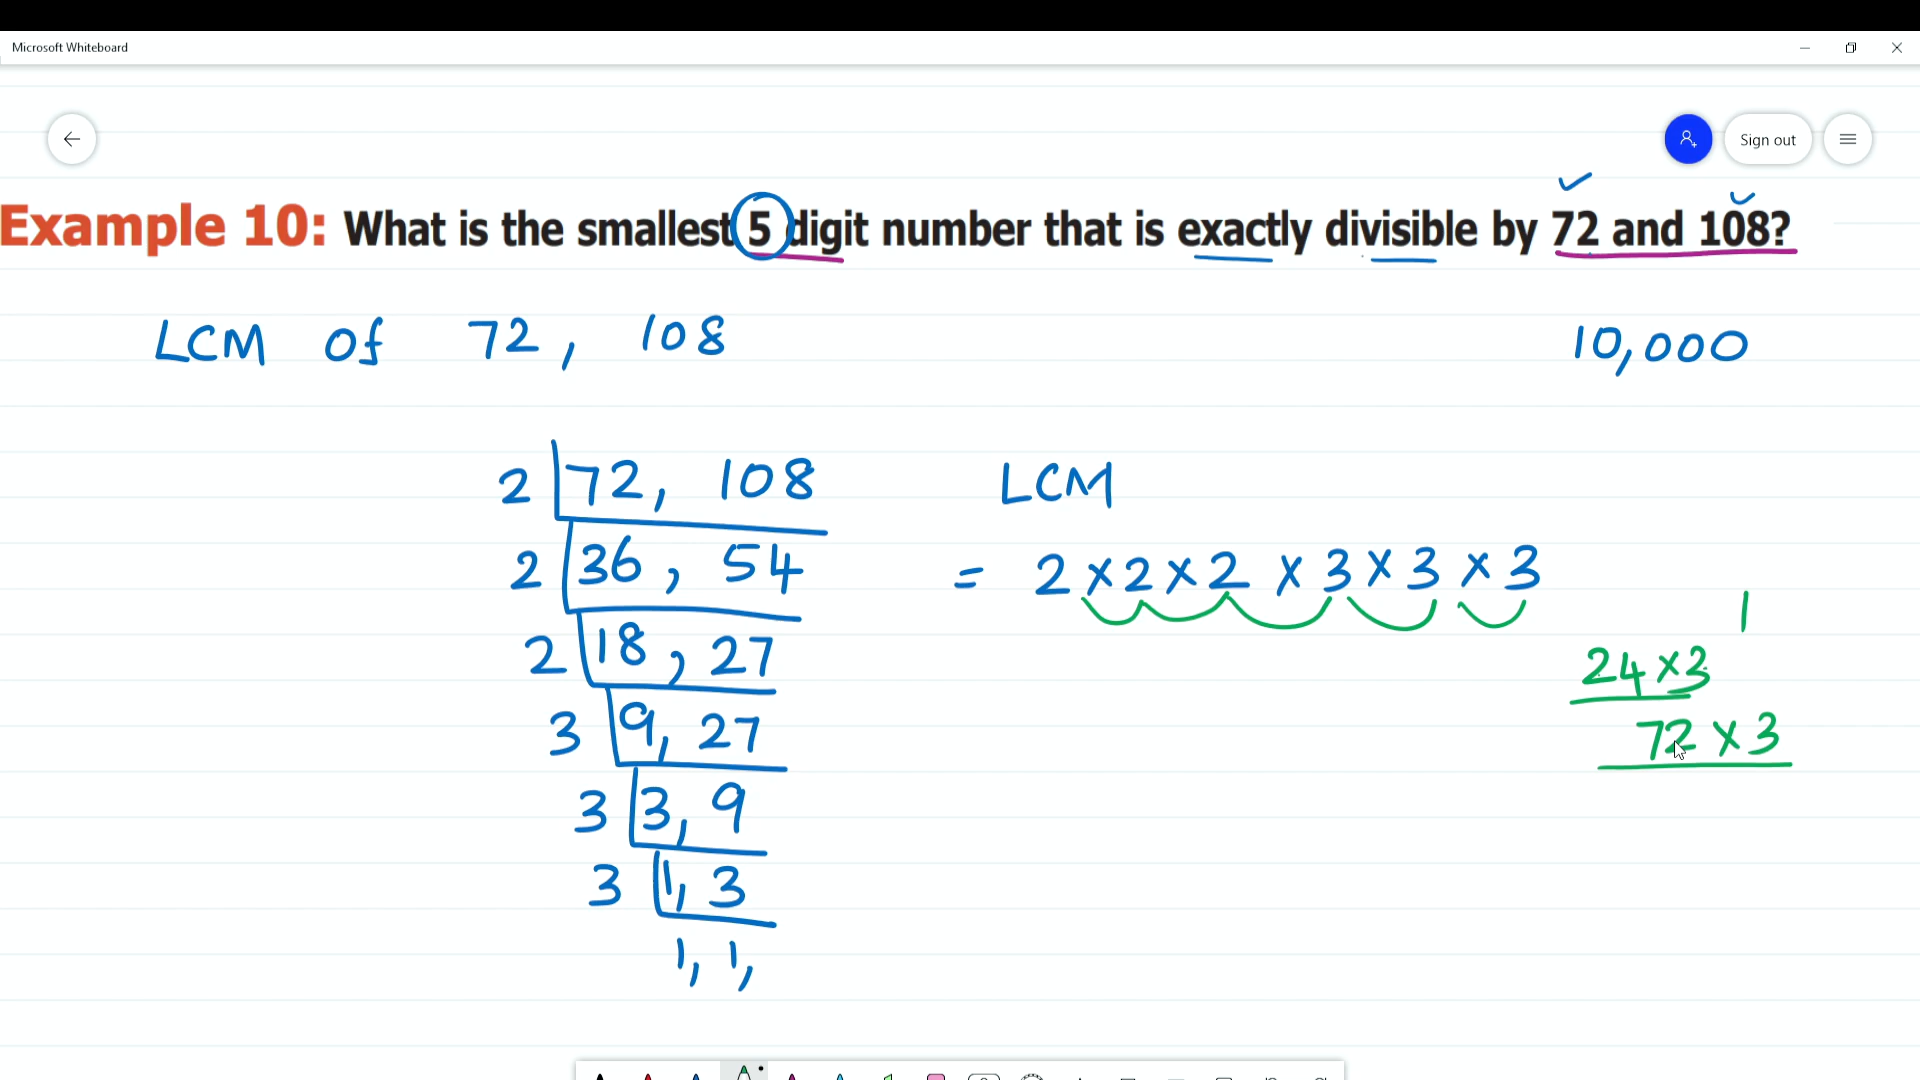 Microsoft Whiteboard
Sign out
Example 10: What is the smallest 5 digit number that is exactly divisible by 72 and 108?
LCM of 72, 108
10,000
2 72, 108
LCM
2 36, 54
= 2 × 2 × 2 × 3 × 3 × 3
1
2 18, 27
24 × 3
3 9, 27
72 × 3
3 3, 9
3 1, 3
1, 1,